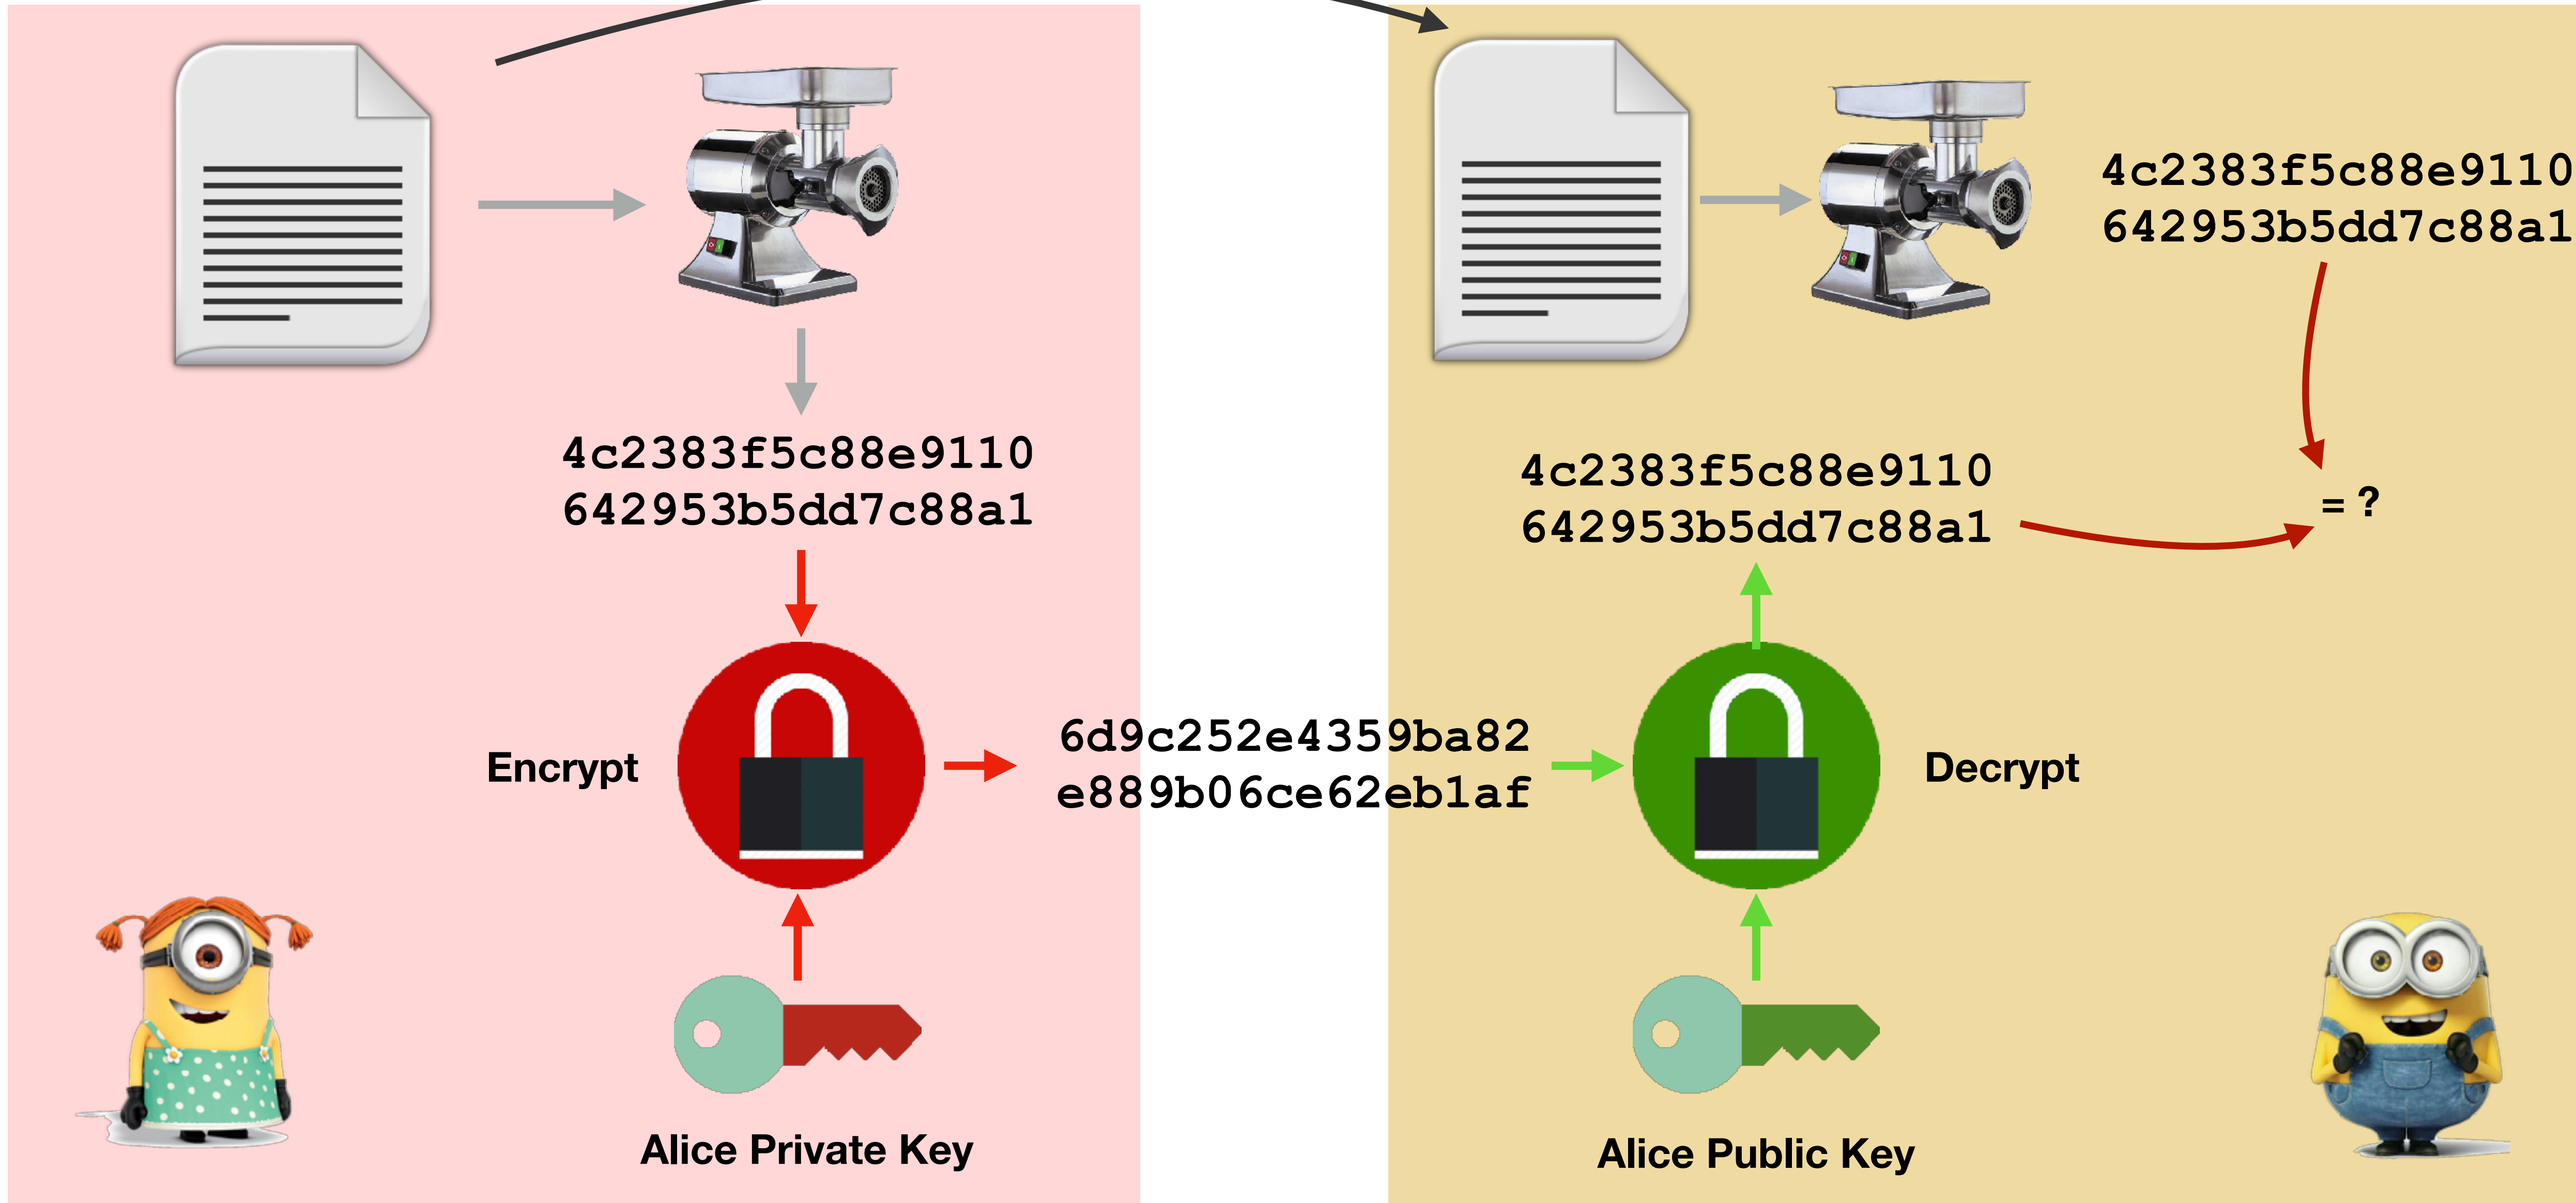 4c2383f5c88e9110
642953b5dd7c88a1
Encrypt
Alice Private Key
6d9c252e4359ba82
e889b06ce62eb1af
4c2383f5c88e9110
642953b5dd7c88a1
4c2383f5c88e9110
642953b5dd7c88a1
= ?
Decrypt
Alice Public Key